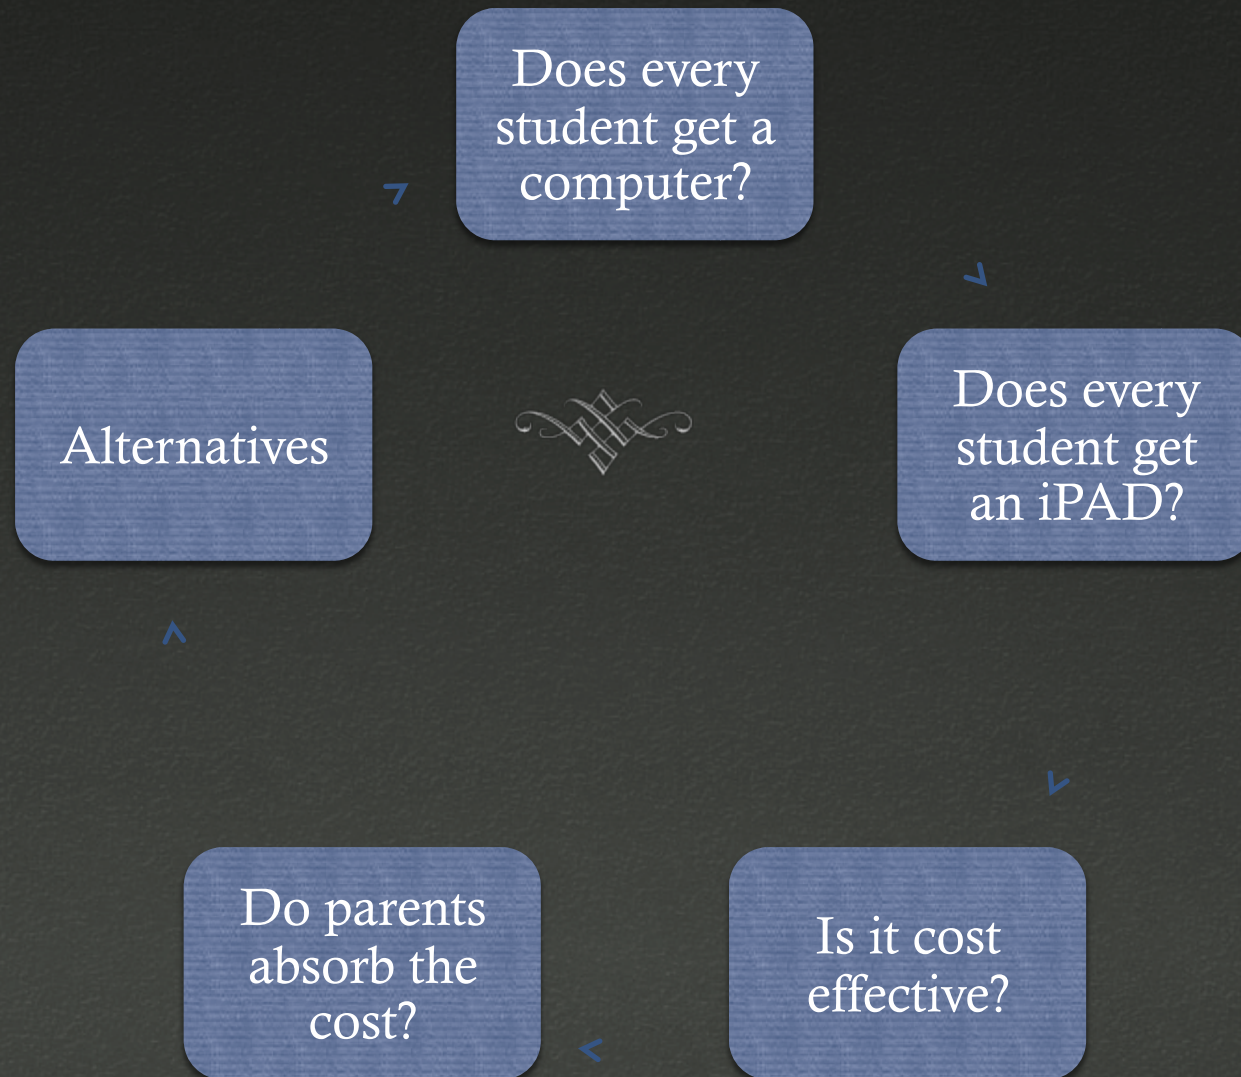 Does every
student get a
computer?
Does every
student get
an iPAD?
Is it cost
effective?
Do parents
absorb the
cost?
Alternatives